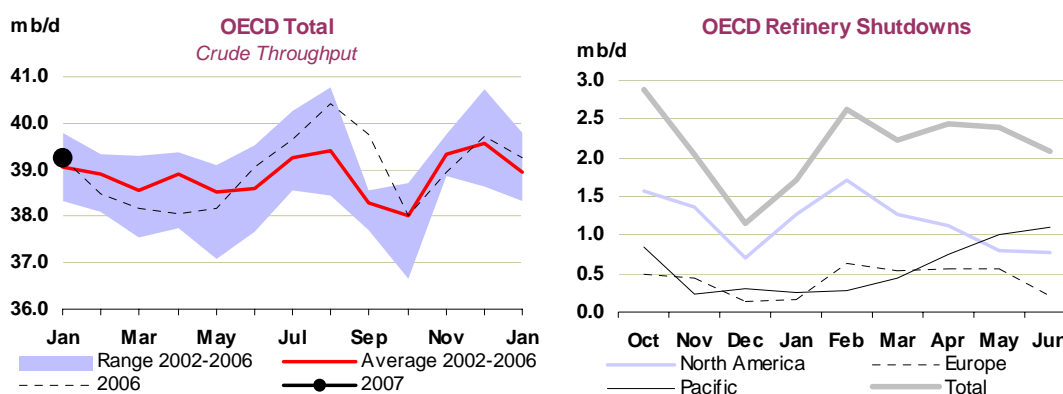 mb/d
OECD Total
Crude Throughput
41.0
40.0
39.0
38.0
37.0
36.0
Jan Mar May Jul Sep Nov Jan
Range 2002-2006 Average 2002-2006
2006 2007
OECD Refinery Shutdowns
mb/d
3.0
2.5
2.0
1.5
1.0
0.5
0.0
Oct Nov Dec Jan Feb Mar Apr May Jun
North America Europe
Pacific Total